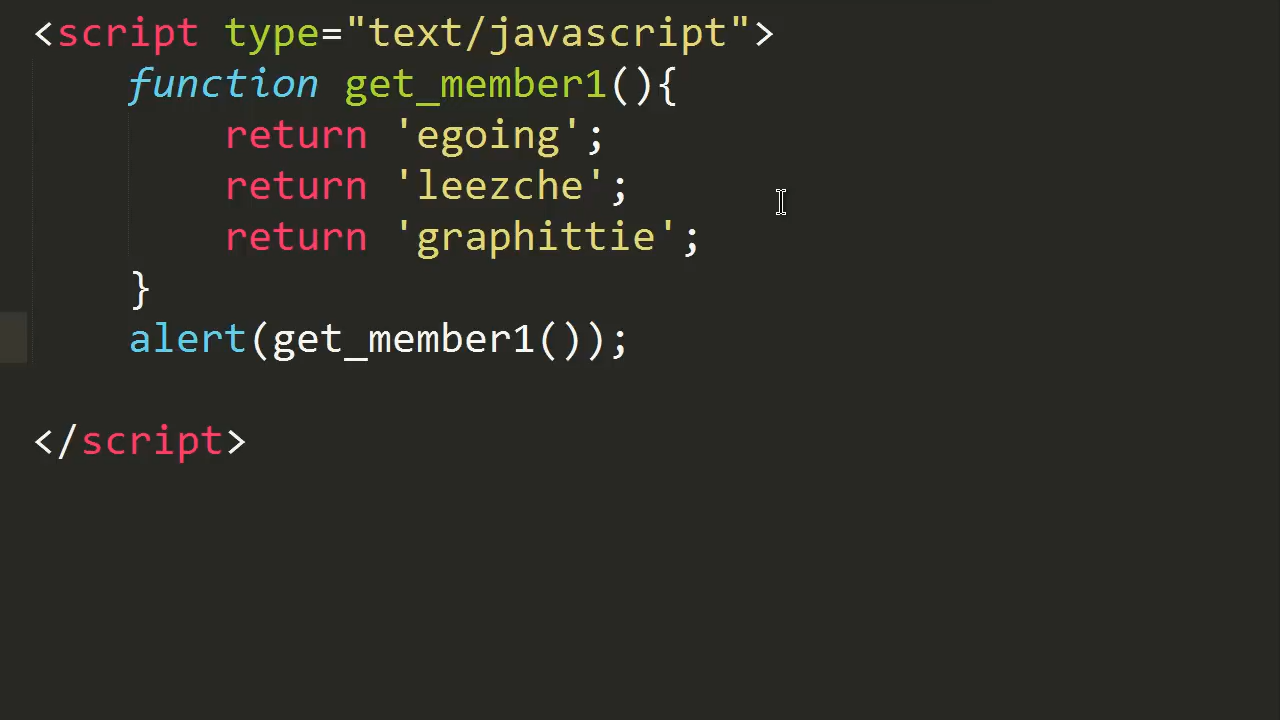 <script type="text/javascript">
    function get_member1(){
        return 'egoing';
        return 'leezche';
        return 'graphittie';
    }
    alert(get_member1());
</script>